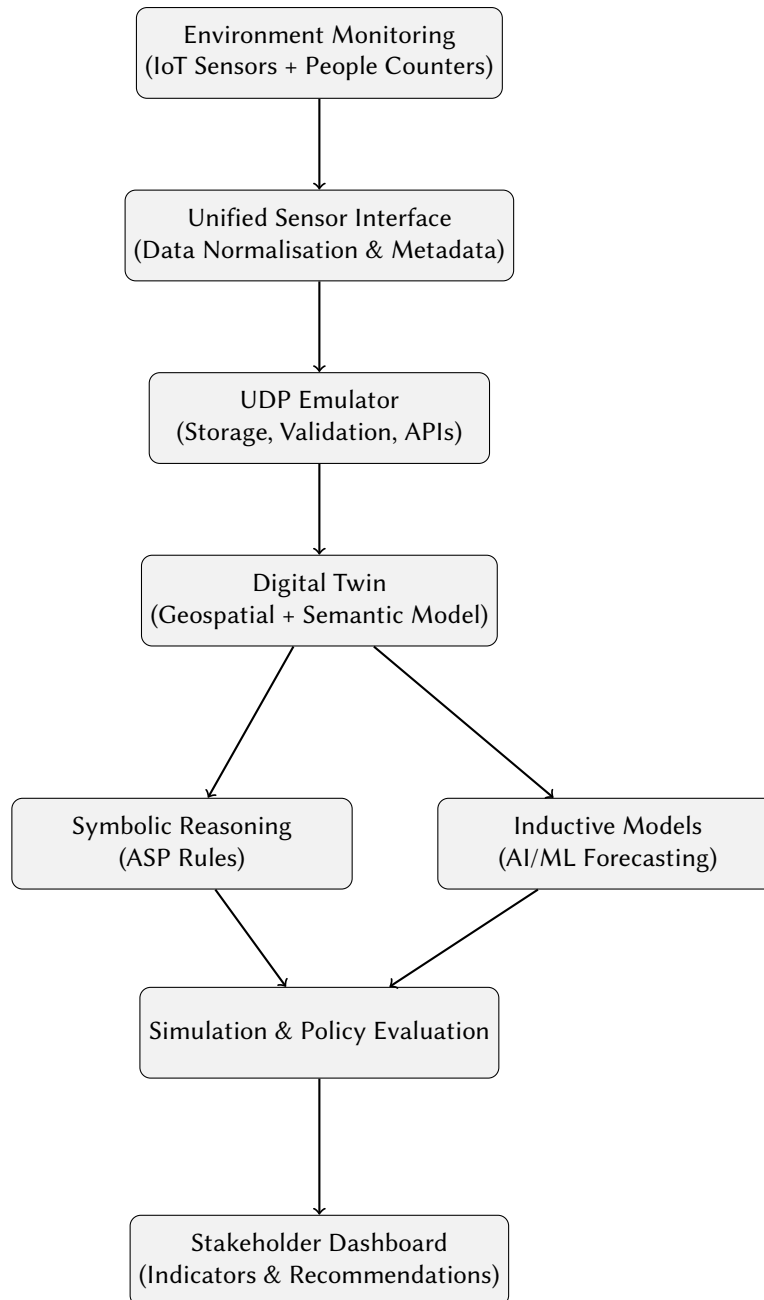 Environment Monitoring
(IoT Sensors + People Counters)
Unified Sensor Interface
(Data Normalisation & Metadata)
UDP Emulator
(Storage, Validation, APIs)
Digital Twin
(Geospatial + Semantic Model)
Symbolic Reasoning
(ASP Rules)
Inductive Models
(AI/ML Forecasting)
Simulation & Policy Evaluation
Stakeholder Dashboard
(Indicators & Recommendations)